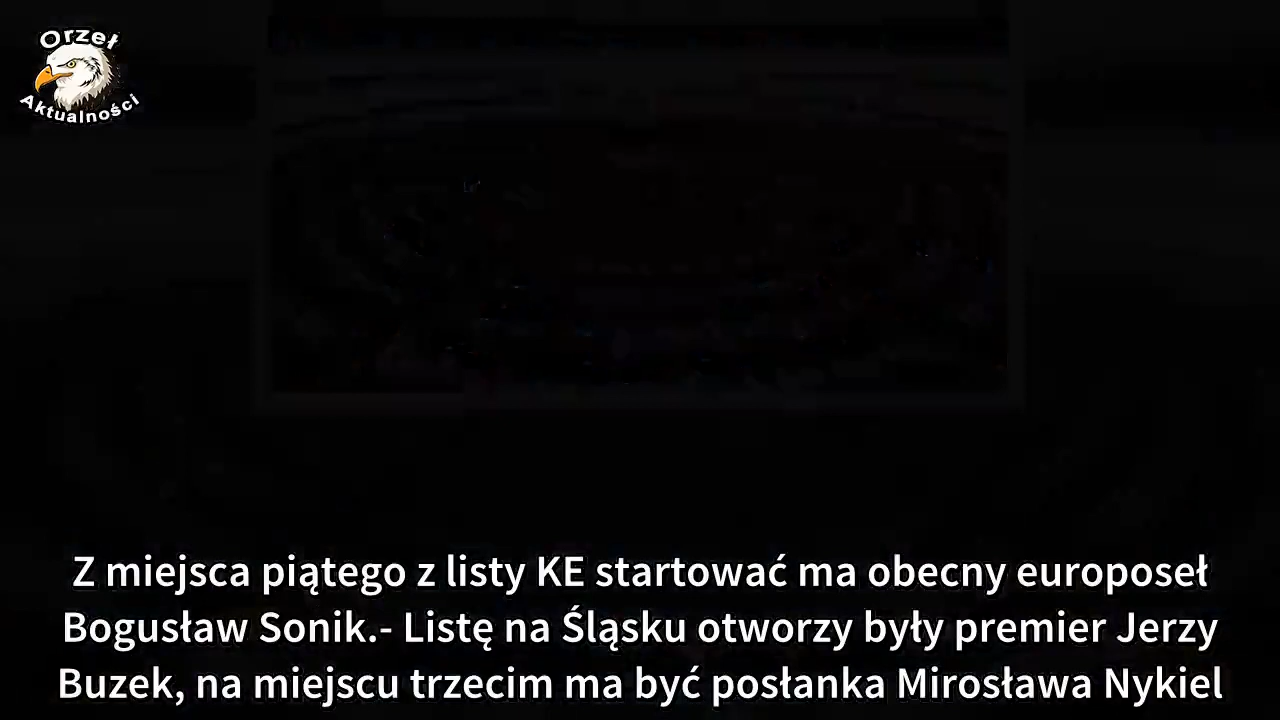 Orzeł
Aktualności
Z miejsca piątego z listy KE startować ma obecny europoseł
Bogusław Sonik.- Listę na Śląsku otworzy były premier Jerzy
Buzek, na miejscu trzecim ma być posłanka Mirosława Nykiel